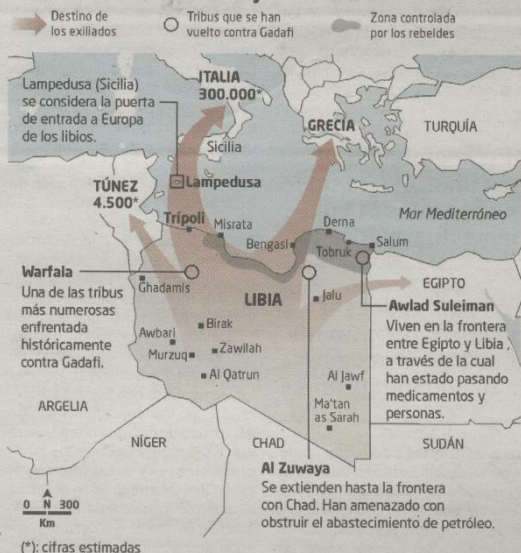 Destino de
los exiliados
Tribus que se han
vuelto contra Gadafi
Zona controlada
por los rebeldes
Lampedusa (Sicilia)
se considera la puerta
de entrada a Europa
de los libios.
ITALIA
300.000*
GRECIA
TURQUÍA
Sicilia
TÚNEZ
4.500*
Lampedusa
Trípoli
Misrata
Derna
Mar Mediterráneo
Bengasi
Tobruk
Salum
Warfala
Una de las tribus
más numerosas
enfrentada
históricamente
contra Gadafi.
Ghadamis
LIBIA
Jalu
EGIPTO
Awlad Suleiman
Viven en la frontera
entre Egipto y Libia,
a través de la cual
han estado pasando
medicamentos y
personas.
Birak
Awbari
Zawilah
Murzuq
Al Qatrun
Al Jawf
Ma'tan
as Sarah
ARGELIA
NÍGER
CHAD
SUDÁN
Al Zuwaya
Se extienden hasta la frontera
con Chad. Han amenazado con
obstruir el abastecimiento de petróleo.
0 N 300
Km
(*): cifras estimadas